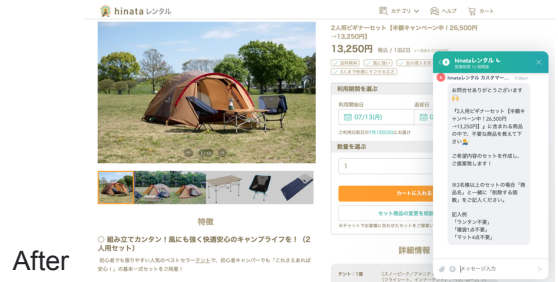 hinata レンタル
カテゴリ
ヘルプ
カート
2人用ビギナーセット【半額キャンペーン中!26,500円
→13,250円】
13,250円 税込 / 1泊2日
利用期間を選ぶ
利用開始日
返却日
07/13(月)
数量を選ぶ
1
カートに入れる
セット商品の変更を相談
詳細情報
テント:1張
特徴
組み立てカンタン!風にも強く快適安心のキャンプライフを!(2
人用セット)
初心者でも張りやすい人気のベストセラーテントで、初心者キャンパーでも「これさえあれば
安心!」の基本一式セットをご用意!
hinataレンタル
hinataレンタル カスタマー...
お問合せありがとうございます
『2人用ビギナーセット【半額キ
ャンペーン中!26,500円
→13,250円】』に含まれる商品
の中で、不要な商品を教えて下
さい
ご希望内容のセットを作成し、
ご提案致します!
※2名様以上のセットの場合「商
品名」と一緒に「削除する個
数」をご記入ください。
記入例
「ランタン不要」
「寝袋1点不要」
「マット4点不要」
メッセージ入力
After